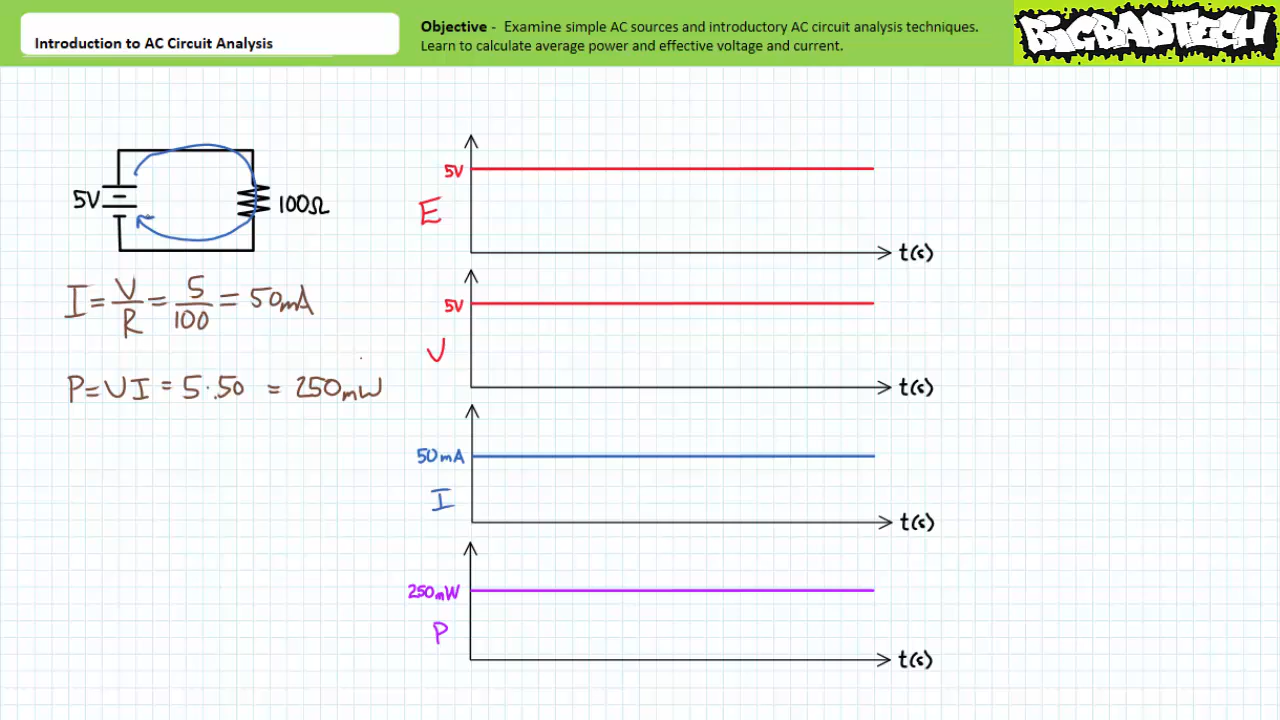 Introduction to AC Circuit Analysis
Objective - Examine simple AC sources and introductory AC circuit analysis techniques.
Learn to calculate average power and effective voltage and current.
BIGBADTECH
5V
100Ω
I = V/R = 5/100 = 50mA
P = VI = 5·50 = 250mW
5V
E
t(s)
5V
V
t(s)
50mA
I
t(s)
250mW
P
t(s)